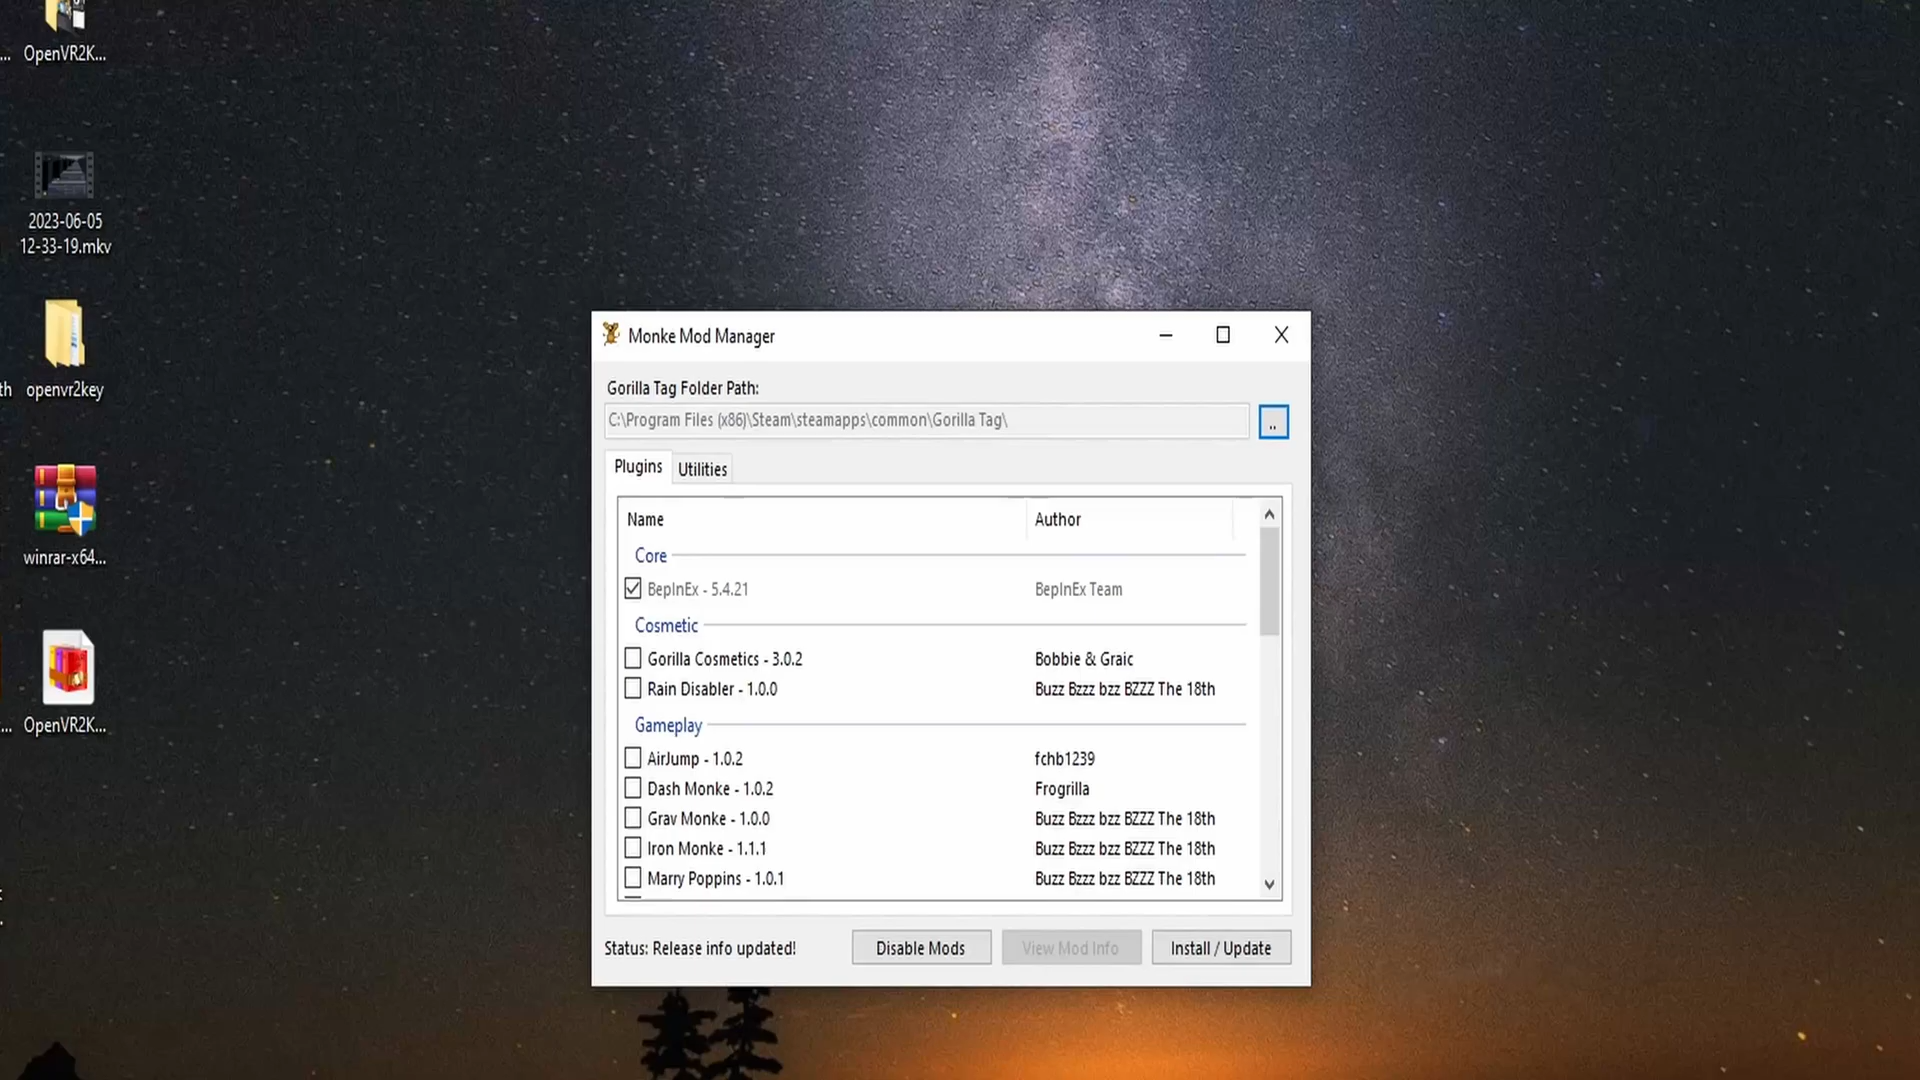 OpenVR2K...
2023-06-05
12-33-19.mkv
th
openvr2key
winrar-x64...
OpenVR2K...
Monke Mod Manager
Gorilla Tag Folder Path:
C:\Program Files (x86)\Steam\steamapps\common\Gorilla Tag\
..
Plugins Utilities
Name Author
Core
BepInEx - 5.4.21 BepInEx Team
Cosmetic
Gorilla Cosmetics - 3.0.2 Bobbie & Graic
Rain Disabler - 1.0.0 Buzz Bzzz bzz BZZZ The 18th
Gameplay
AirJump - 1.0.2 fchb1239
Dash Monke - 1.0.2 Frogrilla
Grav Monke - 1.0.0 Buzz Bzzz bzz BZZZ The 18th
Iron Monke - 1.1.1 Buzz Bzzz bzz BZZZ The 18th
Marry Poppins - 1.0.1 Buzz Bzzz bzz BZZZ The 18th
Status: Release info updated! Disable Mods View Mod Info Install / Update